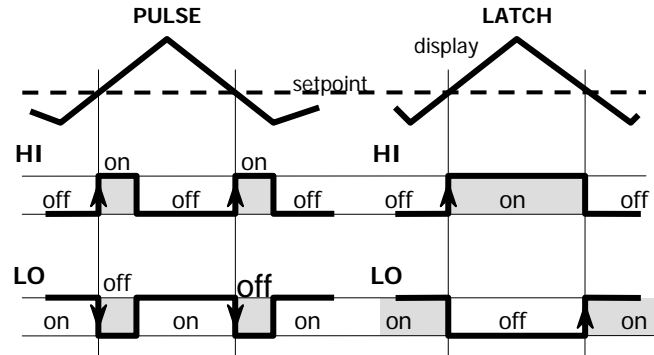 PULSE
LATCH
display
setpoint
HI
on
on
HI
off
off
off
off
on
off
LO
off
off
LO
on
on
on
on
off
on